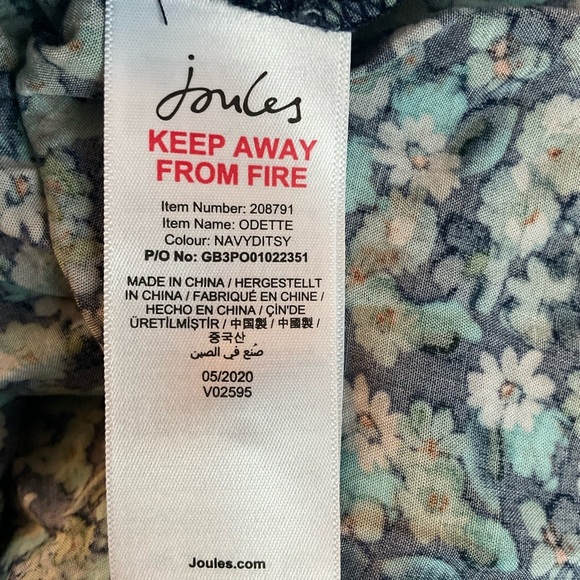 Joules
KEEP AWAY
FROM FIRE
Item Number: 208791
Item Name: ODETTE
Colour: NAVYDITSY
P/O No: GB3PO01022351
MADE IN CHINA / HERGESTELLT
IN CHINA / FABRIQUÉ EN CHINE /
HECHO EN CHINA / ÇIN'DE
ÜRETİLMİŞTİR / 中国製 / 中國製 /
중국산
صُنع في الصين
05/2020
V02595
Joules.com